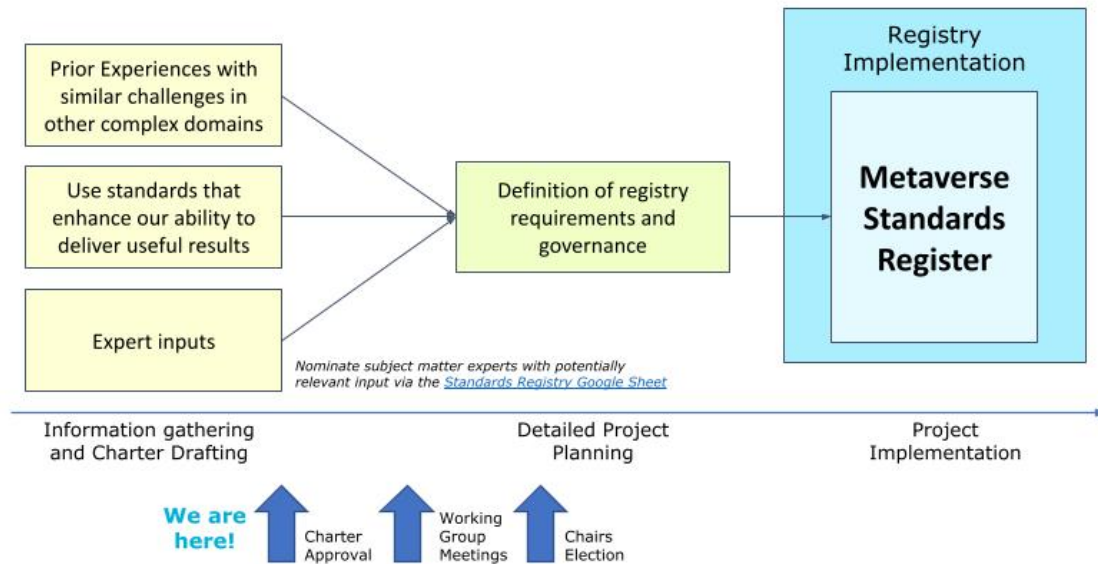 Prior Experiences with
similar challenges in
other complex domains
Use standards that
enhance our ability to
deliver useful results
Expert inputs
Definition of registry
requirements and
governance
Registry
Implementation
Metaverse
Standards
Register
Nominate subject matter experts with potentially
relevant input via the Standards Registry Google Sheet
Information gathering
and Charter Drafting
Detailed Project
Planning
Project
Implementation
We are
here!
Charter
Approval
Working
Group
Meetings
Chairs
Election